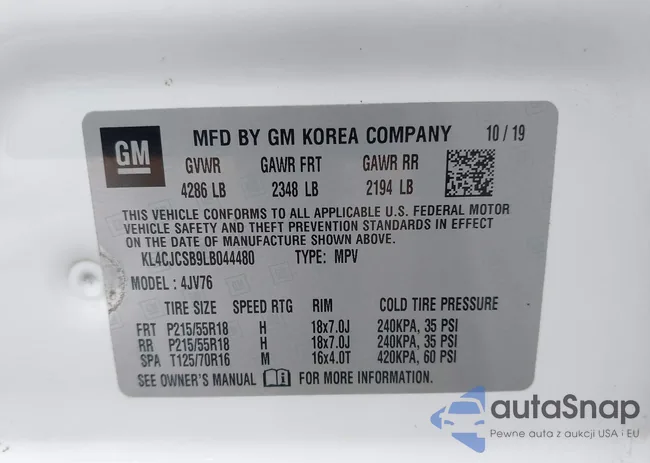 GM
MFD BY GM KOREA COMPANY 10/19
GVWR GAWR FRT GAWR RR
4286 LB 2348 LB 2194 LB
THIS VEHICLE CONFORMS TO ALL APPLICABLE U.S. FEDERAL MOTOR
VEHICLE SAFETY AND THEFT PREVENTION STANDARDS IN EFFECT
ON THE DATE OF MANUFACTURE SHOWN ABOVE.
KL4CJCSB9LB044480 TYPE: MPV
MODEL: 4JV76
TIRE SIZE SPEED RTG RIM COLD TIRE PRESSURE
FRT P215/55R18 H 18x7.0J 240KPA, 35 PSI
RR P215/55R18 H 18x7.0J 240KPA, 35 PSI
SPA T125/70R16 M 16x4.0T 420KPA, 60 PSI
SEE OWNER'S MANUAL FOR MORE INFORMATION.
autaSnap
Pewne auta z aukcji USA i EU